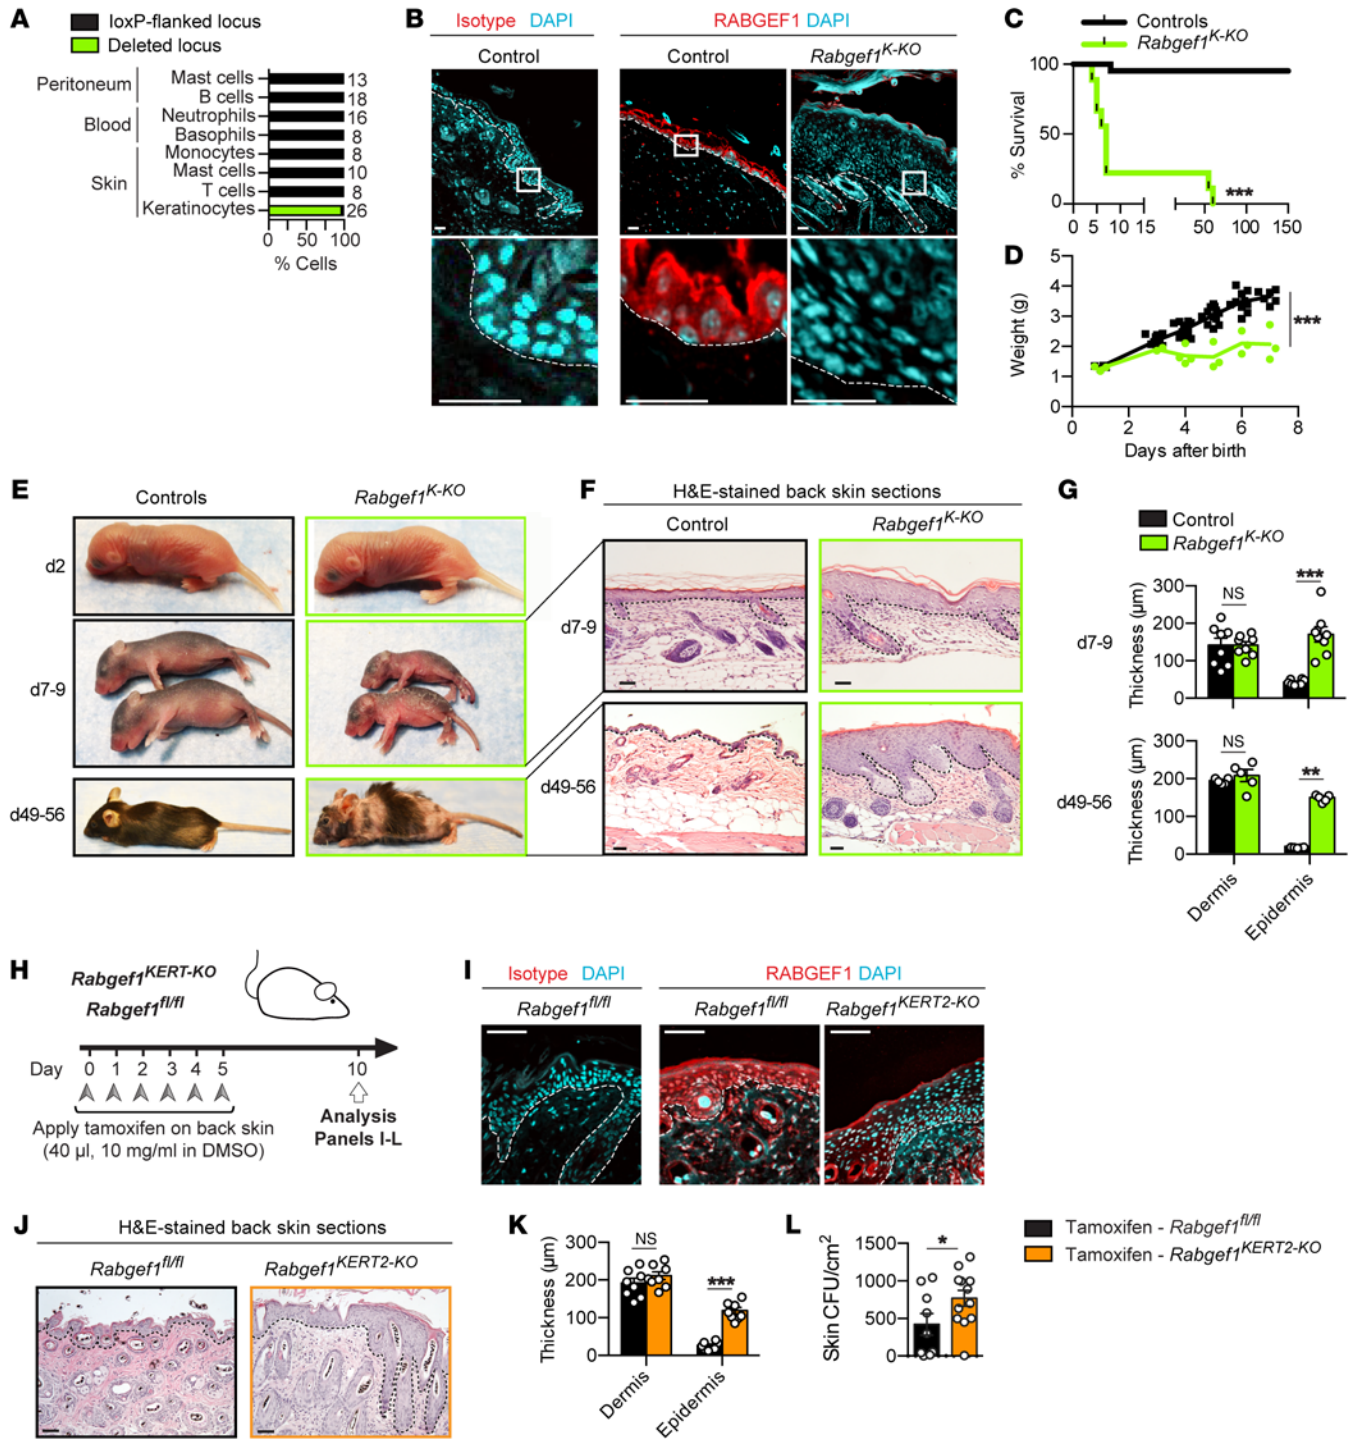 A
loxP-flanked locus
Deleted locus
Peritoneum
Blood
Skin
Mast cells 13
B cells 18
Neutrophils 16
Basophils 8
Monocytes 8
Mast cells 10
T cells 8
Keratinocytes 26
0 50 100
% Cells
B
Isotype DAPI
RABGEF1 DAPI
Control
Control
Rabgef1K-KO
C
Controls
Rabgef1K-KO
% Survival
100
50
0
0 5 10 15 50 100 150
***
D
Weight (g)
5
4
3
2
1
0
***
0 2 4 6 8
Days after birth
E
Controls
Rabgef1K-KO
d2
d7-9
d49-56
F
H&E-stained back skin sections
Control
Rabgef1K-KO
d7-9
d49-56
G
Control
Rabgef1K-KO
d7-9
Thickness (µm)
300
200
100
0
NS
***
d49-56
Thickness (µm)
300
200
100
0
NS
**
Dermis
Epidermis
H
Rabgef1KERT-KO
Rabgef1fl/fl
Day 0 1 2 3 4 5 10
Apply tamoxifen on back skin
(40 µl, 10 mg/ml in DMSO)
Analysis
Panels I-L
I
Isotype DAPI
RABGEF1 DAPI
Rabgef1fl/fl
Rabgef1fl/fl
Rabgef1KERT2-KO
J
H&E-stained back skin sections
Rabgef1fl/fl
Rabgef1KERT2-KO
K
Thickness (µm)
300
200
100
0
NS
***
Dermis
Epidermis
L
Skin CFU/cm2
1500
1000
500
0
*
Tamoxifen - Rabgef1fl/fl
Tamoxifen - Rabgef1KERT2-KO